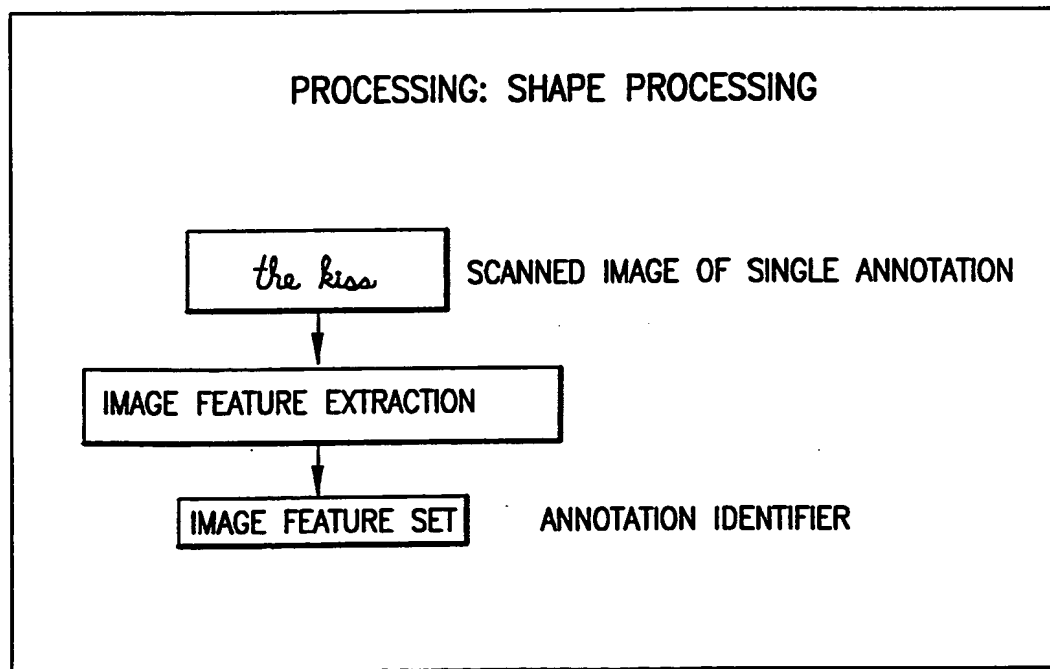 PROCESSING: SHAPE PROCESSING
the kiss SCANNED IMAGE OF SINGLE ANNOTATION
IMAGE FEATURE EXTRACTION
IMAGE FEATURE SET ANNOTATION IDENTIFIER